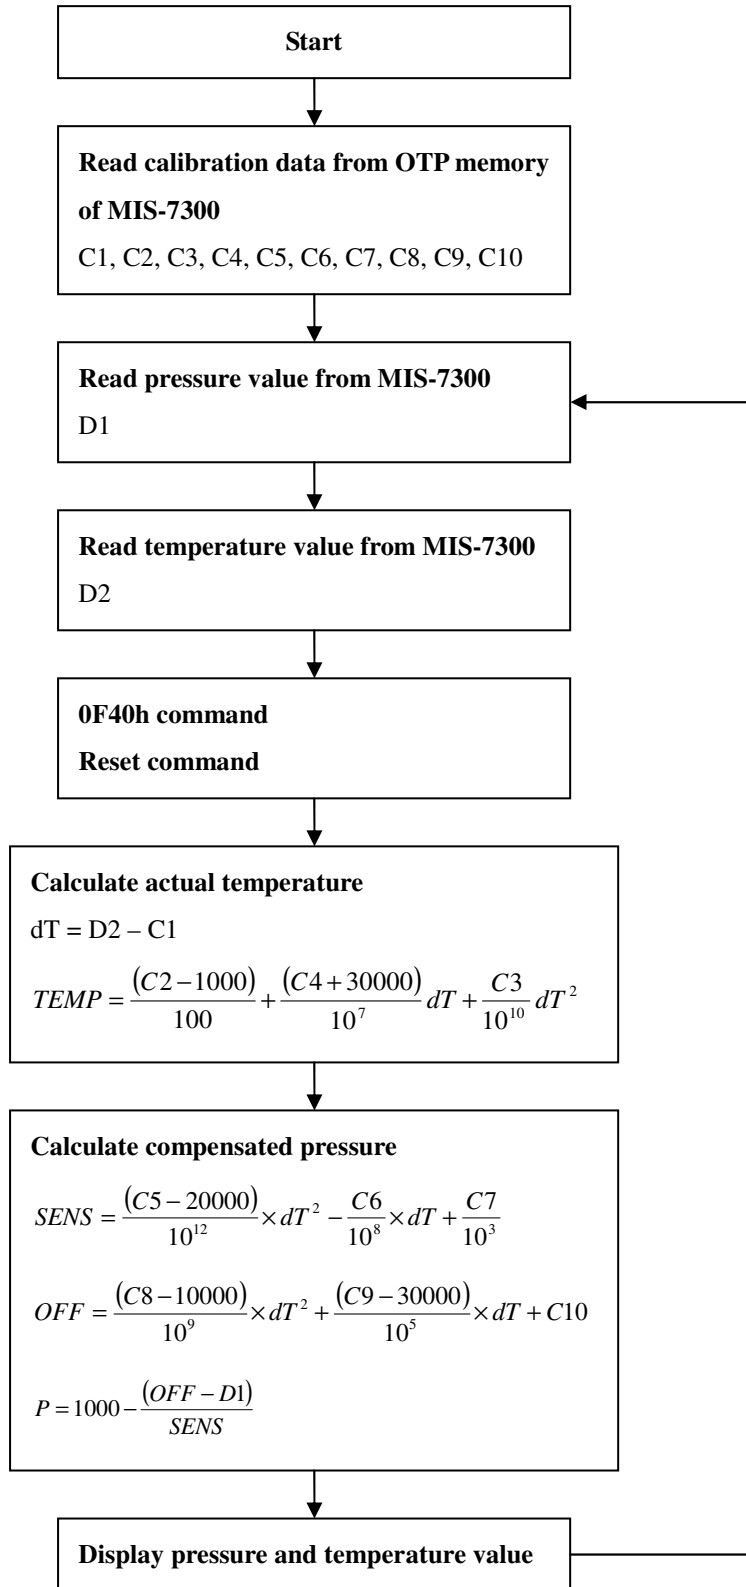 Start
Read calibration data from OTP memory
of MIS-7300
C1, C2, C3, C4, C5, C6, C7, C8, C9, C10
Read pressure value from MIS-7300
D1
Read temperature value from MIS-7300
D2
0F40h command
Reset command
Calculate actual temperature
dT = D2 – C1
TEMP = (C2 − 1000)/100 + (C4 + 30000)/10^7 dT + C3/10^10 dT^2
Calculate compensated pressure
SENS = (C5 − 20000)/10^12 × dT^2 − C6/10^8 × dT + C7/10^3
OFF = (C8 − 10000)/10^9 × dT^2 + (C9 − 30000)/10^5 × dT + C10
P = 1000 − (OFF − D1)/SENS
Display pressure and temperature value